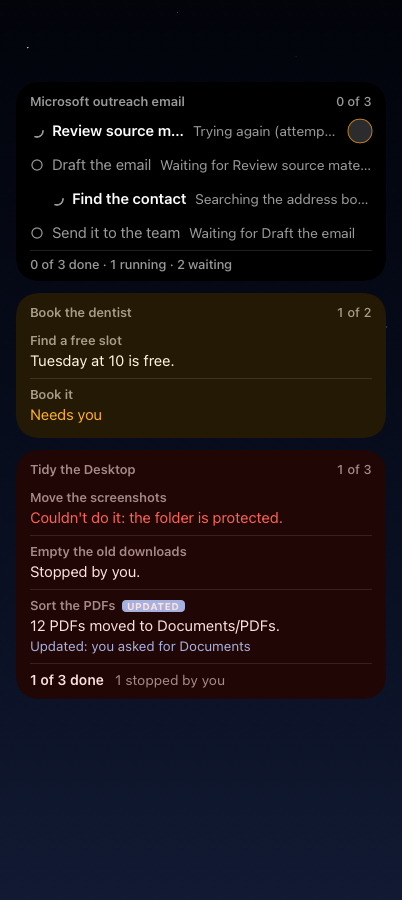 Microsoft outreach email 0 of 3
Review source m... Trying again (attemp...
Draft the email Waiting for Review source mate...
Find the contact Searching the address bo...
Send it to the team Waiting for Draft the email
0 of 3 done · 1 running · 2 waiting
Book the dentist 1 of 2
Find a free slot
Tuesday at 10 is free.
Book it
Needs you
Tidy the Desktop 1 of 3
Move the screenshots
Couldn't do it: the folder is protected.
Empty the old downloads
Stopped by you.
Sort the PDFs UPDATED
12 PDFs moved to Documents/PDFs.
Updated: you asked for Documents
1 of 3 done 1 stopped by you